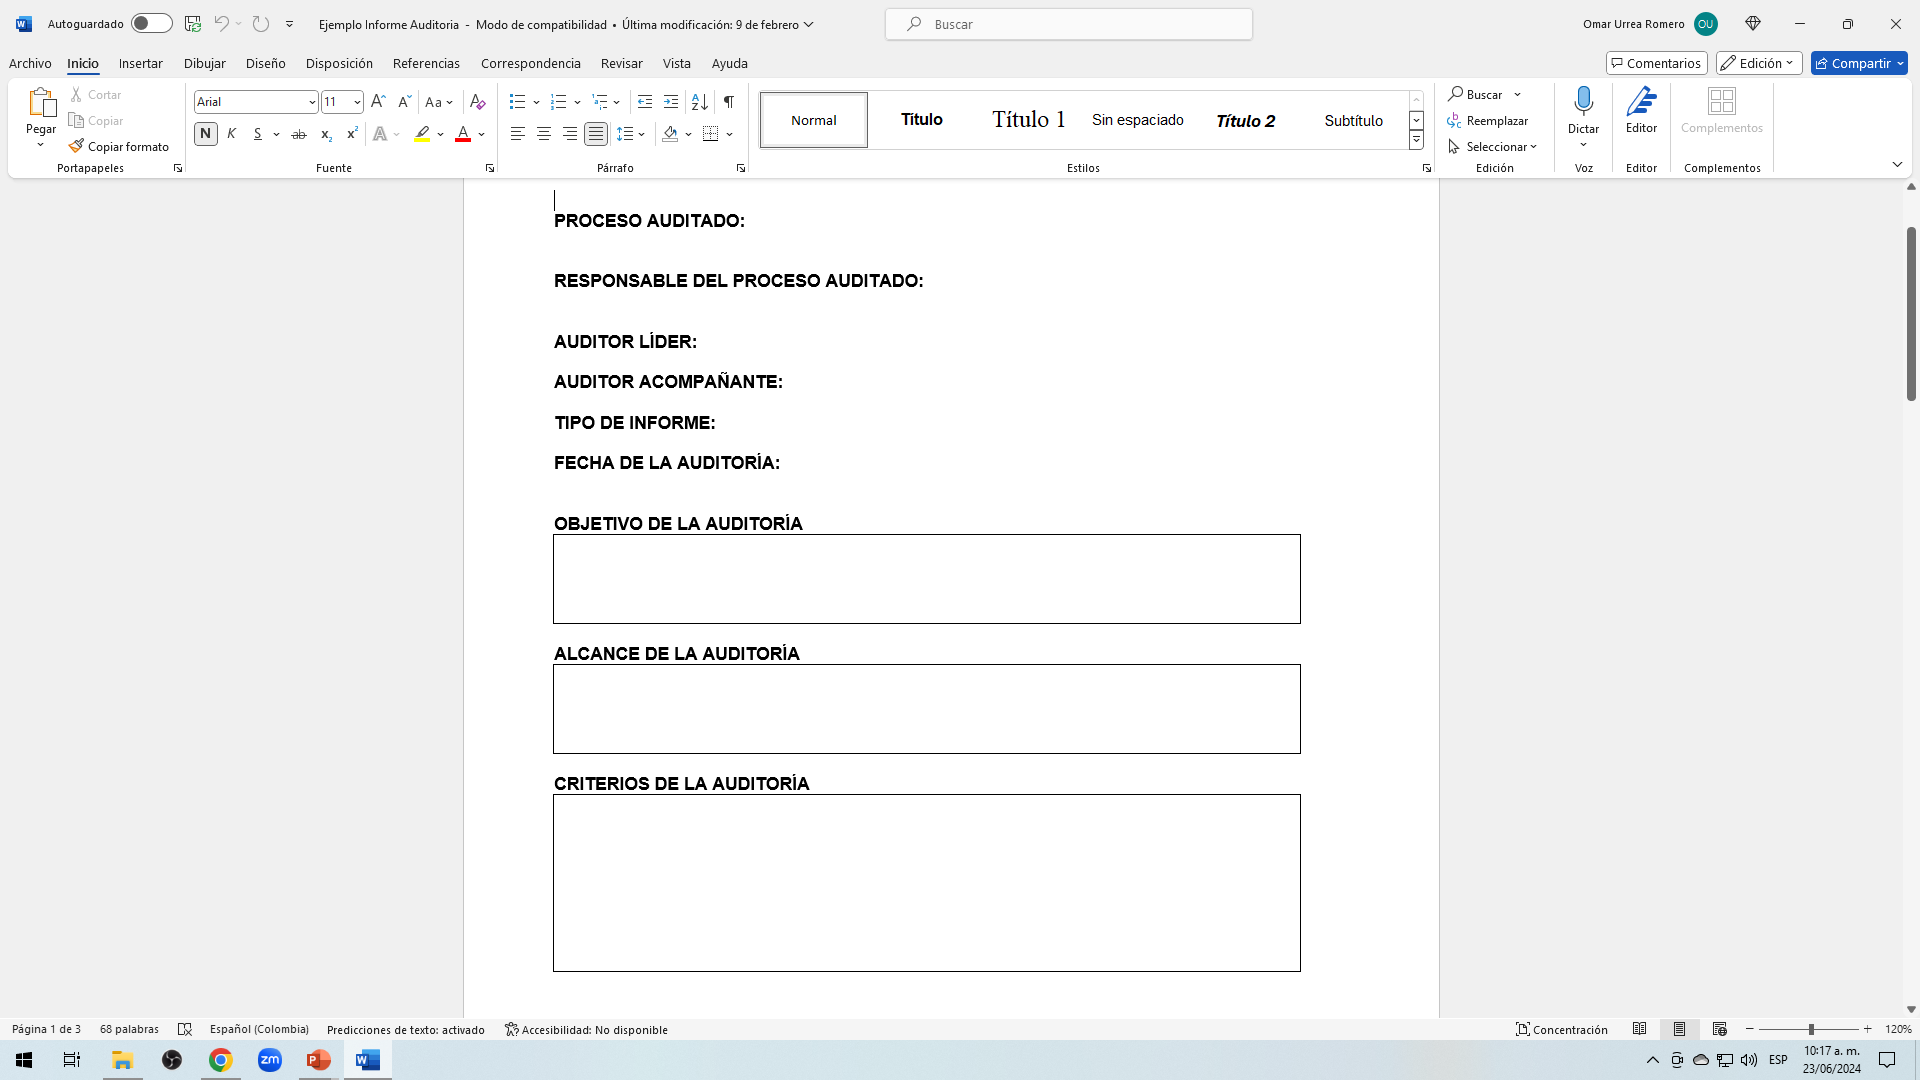 Autoguardado
Ejemplo Informe Auditoria - Modo de compatibilidad • Última modificación: 9 de febrero
Buscar
Omar Urrea Romero OU
Archivo Inicio Insertar Dibujar Diseño Disposición Referencias Correspondencia Revisar Vista Ayuda
Comentarios Edición Compartir
Pegar
Cortar
Copiar
Copiar formato
Portapapeles
Arial 11
N K S ab
Fuente
Párrafo
Normal Título Título 1 Sin espaciado Título 2 Subtítulo
Estilos
Buscar
Reemplazar
Seleccionar
Edición
Dictar
Voz
Editor
Editor
Complementos
Complementos
PROCESO AUDITADO:
RESPONSABLE DEL PROCESO AUDITADO:
AUDITOR LÍDER:
AUDITOR ACOMPAÑANTE:
TIPO DE INFORME:
FECHA DE LA AUDITORÍA:
OBJETIVO DE LA AUDITORÍA
ALCANCE DE LA AUDITORÍA
CRITERIOS DE LA AUDITORÍA
Página 1 de 3 68 palabras Español (Colombia) Predicciones de texto: activado Accesibilidad: No disponible
Concentración 120%
zm
ESP
10:17 a. m.
23/06/2024